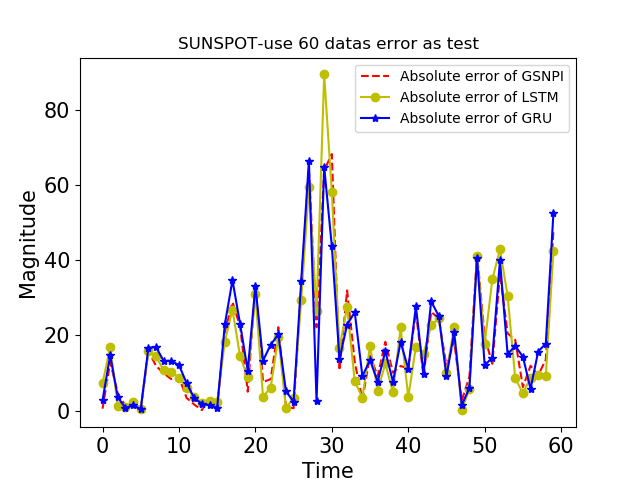 SUNSPOT-use 60 datas error as test
Absolute error of GSNPI
Absolute error of LSTM
Absolute error of GRU
Magnitude
80
60
40
20
0
0 10 20 30 40 50 60
Time